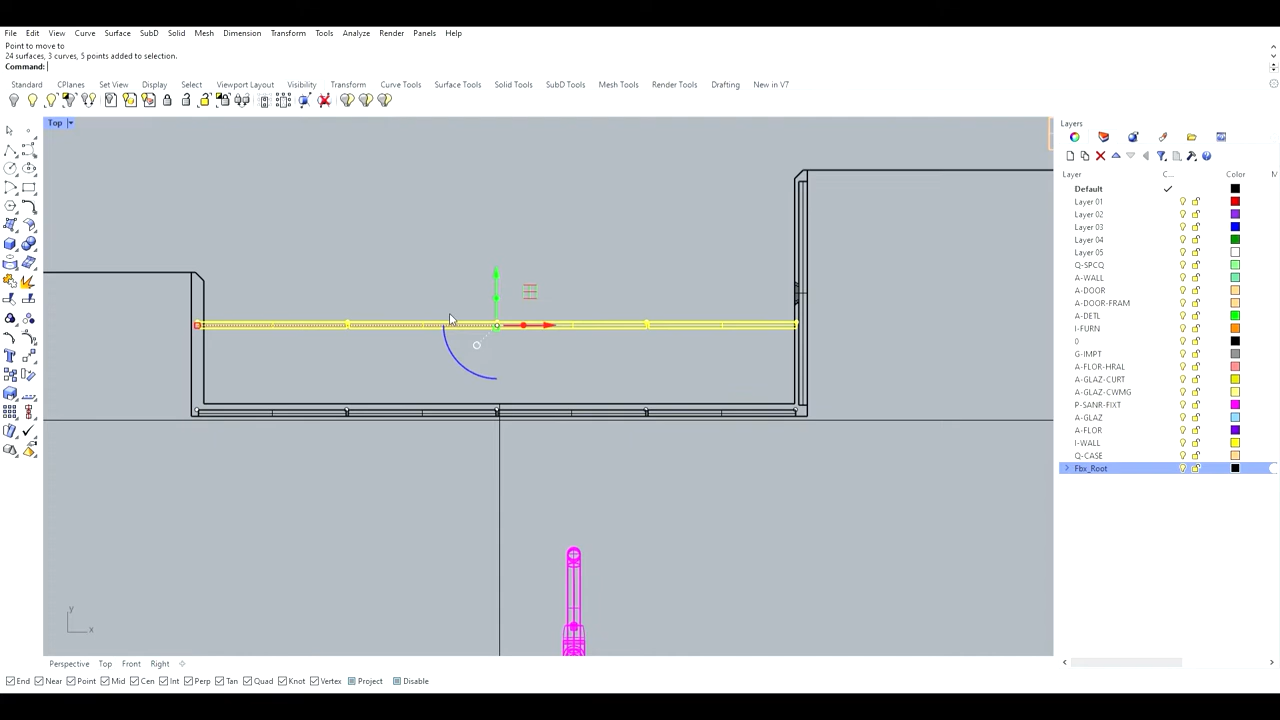 File Edit View Curve Surface SubD Solid Mesh Dimension Transform Tools Analyze Render Panels Help
Point to move to
24 surfaces, 3 curves, 5 points added to selection.
Command:
Standard CPlanes Set View Display Select Viewport Layout Visibility Transform Curve Tools Surface Tools Solid Tools SubD Tools Mesh Tools Render Tools Drafting New in V7
Top
Layers
Layer C... Color M
Default
Layer 01
Layer 02
Layer 03
Layer 04
Layer 05
Q-SPCQ
A-WALL
A-DOOR
A-DOOR-FRAM
A-DETL
I-FURN
0
G-IMPT
A-FLOR-HRAL
A-GLAZ-CURT
A-GLAZ-CWMG
P-SANR-FIXT
A-GLAZ
A-FLOR
I-WALL
Q-CASE
Fbx_Root
y
x
Perspective Top Front Right
End Near Point Mid Cen Int Perp Tan Quad Knot Vertex Project Disable